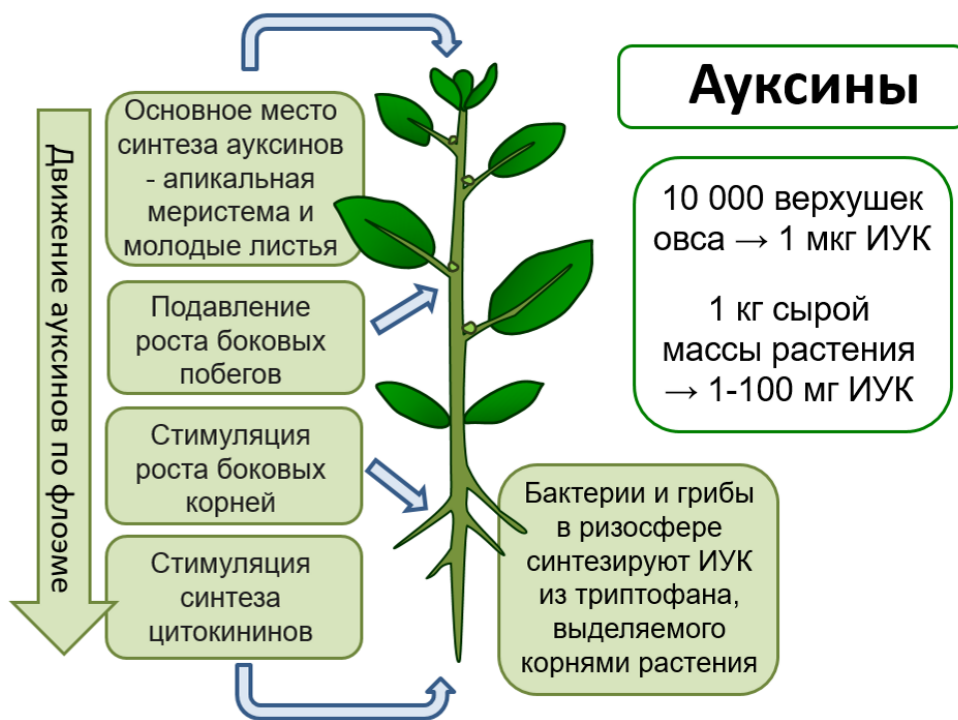 Ауксины
Движение ауксинов по флоэме
Основное место
синтеза ауксинов
- апикальная
меристема и
молодые листья
Подавление
роста боковых
побегов
Стимуляция
роста боковых
корней
Стимуляция
синтеза
цитокининов
10 000 верхушек
овса → 1 мкг ИУК
1 кг сырой
массы растения
→ 1-100 мг ИУК
Бактерии и грибы
в ризосфере
синтезируют ИУК
из триптофана,
выделяемого
корнями растения